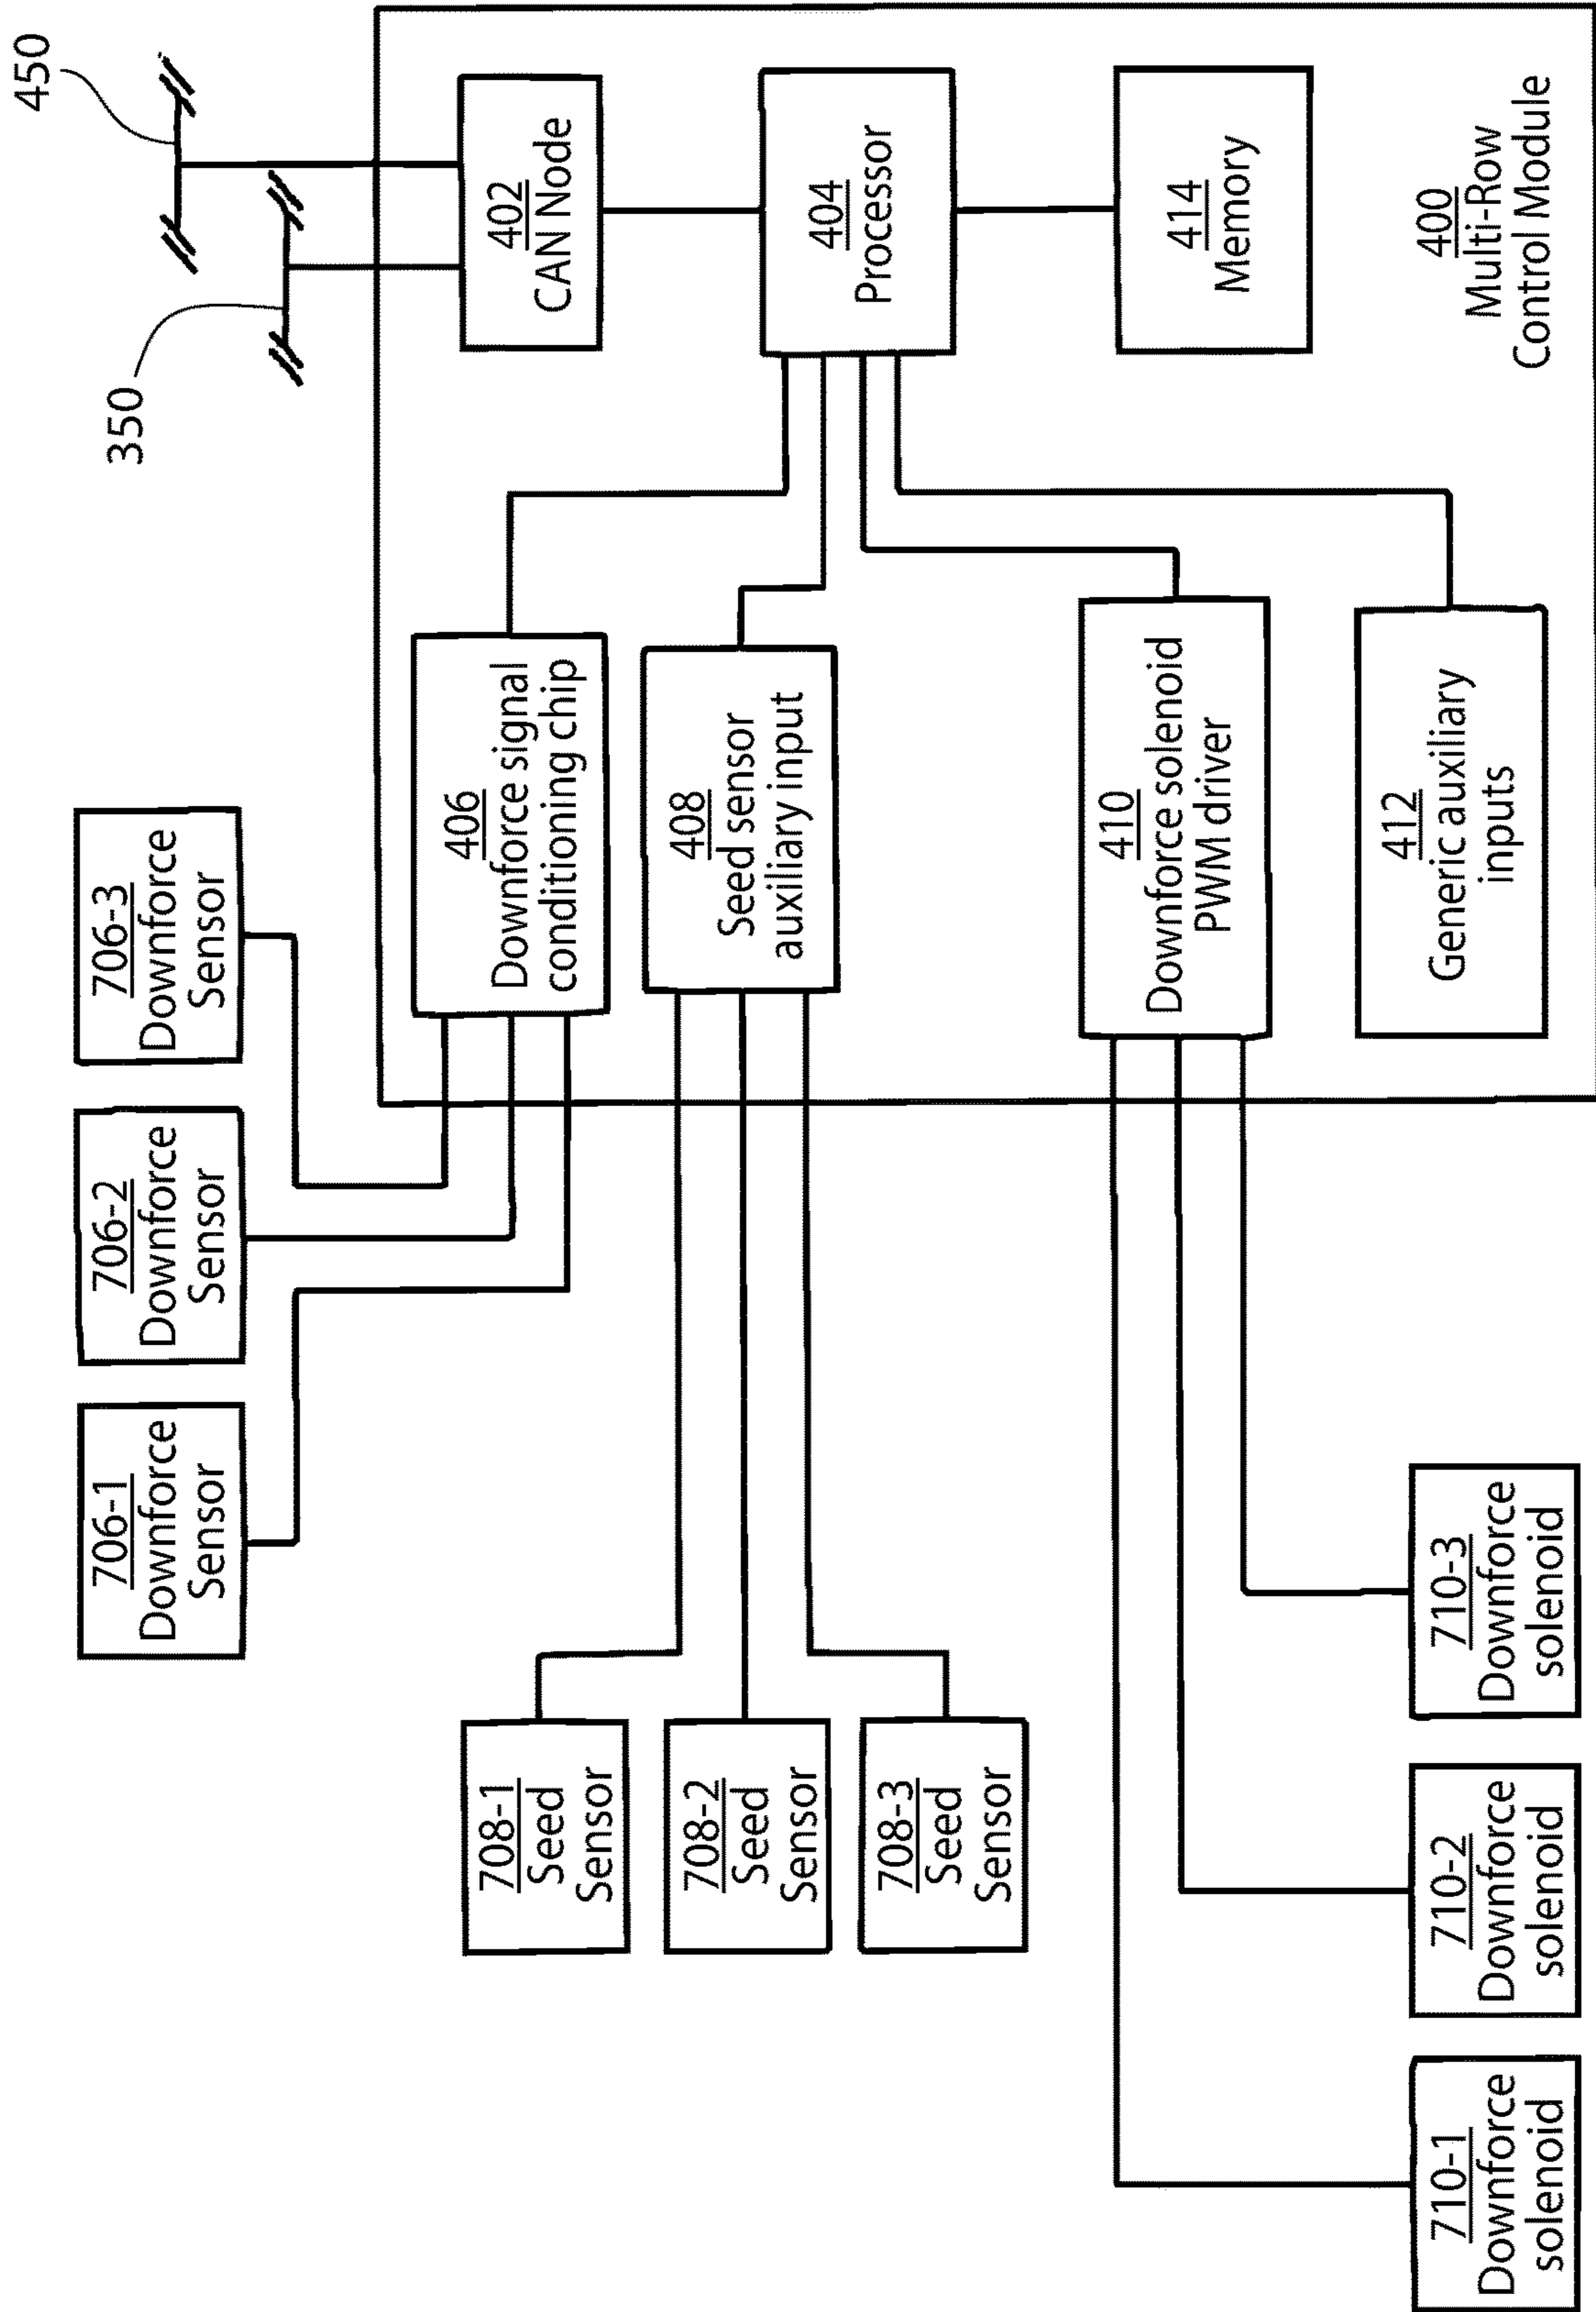 450
350
402
CAN Node
404
Processor
414
Memory
400
Multi-Row
Control Module
406
Downforce signal
conditioning chip
408
Seed sensor
auxiliary input
410
Downforce solenoid
PWM driver
412
Generic auxiliary
inputs
706-1
Downforce
Sensor
706-2
Downforce
Sensor
706-3
Downforce
Sensor
708-1
Seed
Sensor
708-2
Seed
Sensor
708-3
Seed
Sensor
710-1
Downforce
solenoid
710-2
Downforce
solenoid
710-3
Downforce
solenoid